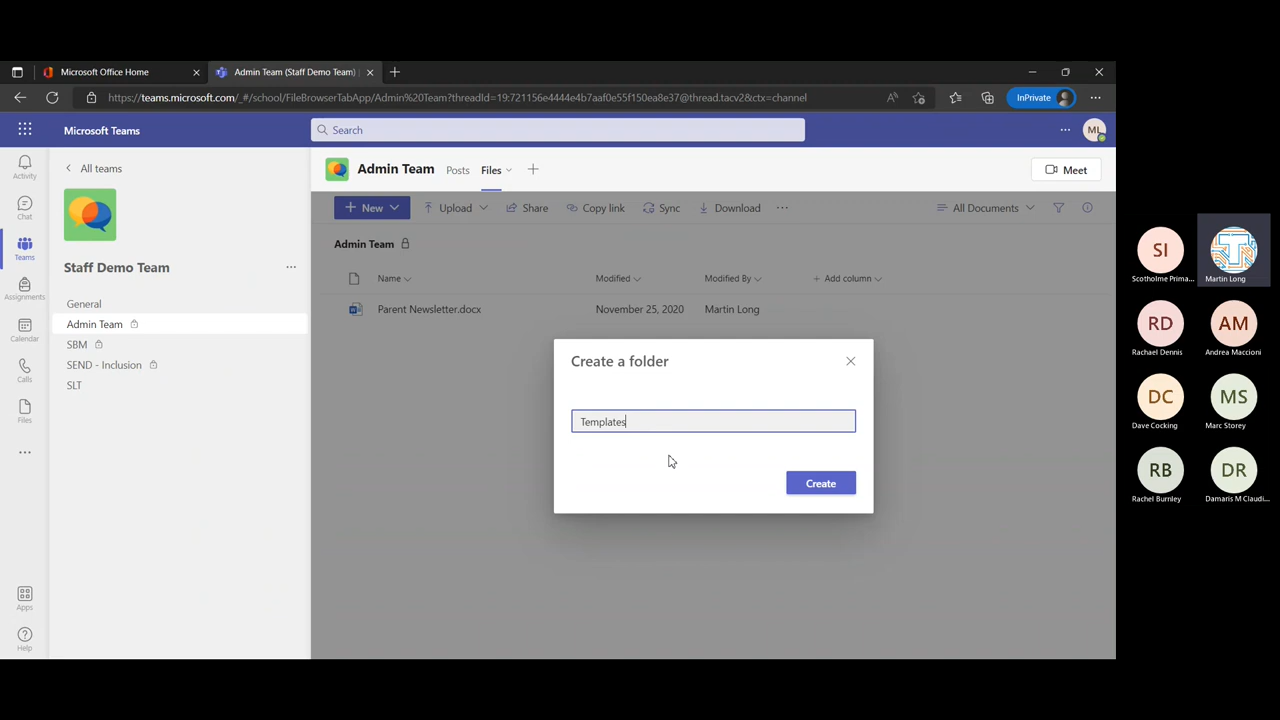 Microsoft Office Home
Admin Team (Staff Demo Team) |
https://teams.microsoft.com/_#/school/FileBrowserTabApp/Admin%20Team?threadId=19:721156e4444e4b7aaf0e55f150ea8e37@thread.tacv2&ctx=channel
InPrivate
Microsoft Teams
Search
ML
Activity
Chat
Teams
Assignments
Calendar
Calls
Files
Apps
Help
All teams
Staff Demo Team
General
Admin Team
SBM
SEND - Inclusion
SLT
Admin Team
Posts
Files
Meet
New
Upload
Share
Copy link
Sync
Download
All Documents
Admin Team
Name
Modified
Modified By
Add column
Parent Newsletter.docx
November 25, 2020
Martin Long
Create a folder
Templates
Create
SI
Scotholme Prima...
Martin Long
RD
Rachael Dennis
AM
Andrea Maccioni
DC
Dave Cocking
MS
Marc Storey
RB
Rachel Burnley
DR
Damaris M Claudi...